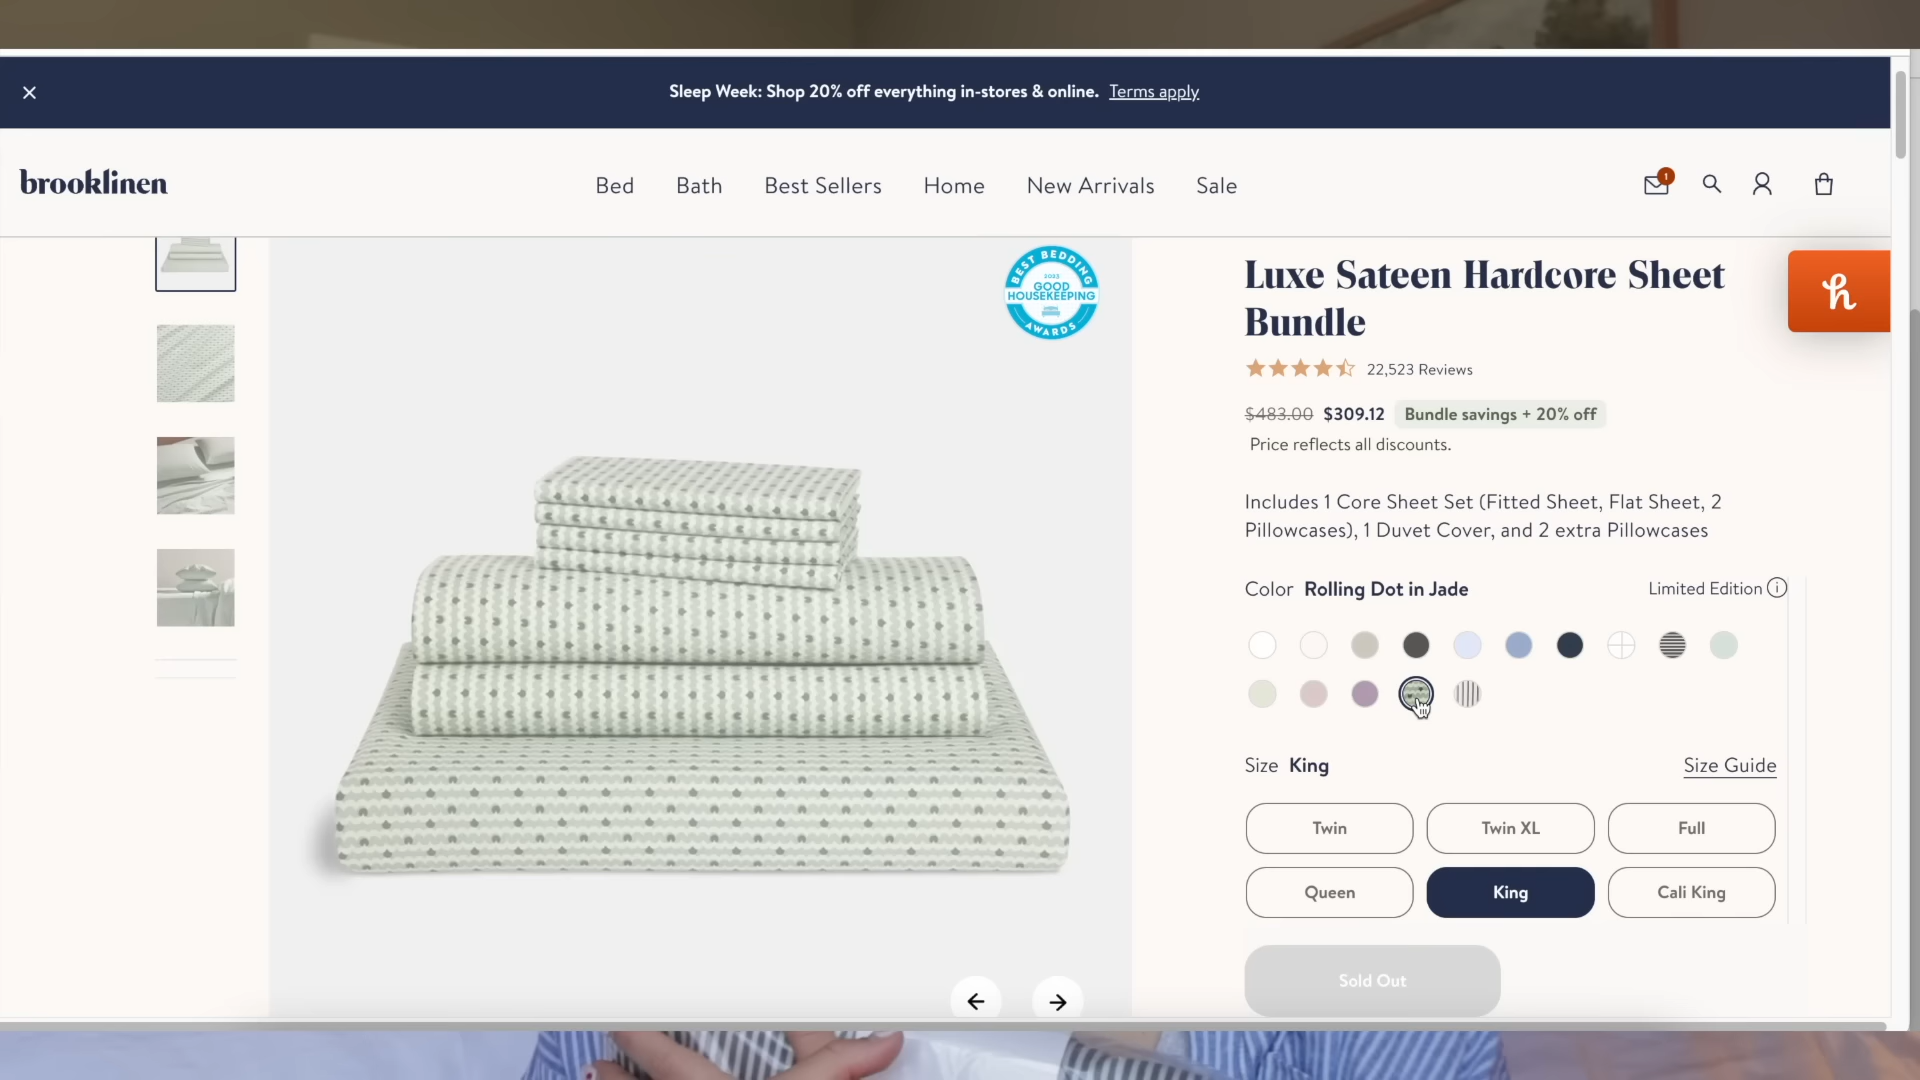 Sleep Week: Shop 20% off everything in-stores & online. Terms apply
brooklinen
Bed Bath Best Sellers Home New Arrivals Sale
1
BEST BEDDING
2023
GOOD
HOUSEKEEPING
AWARDS
Luxe Sateen Hardcore Sheet
Bundle
22,523 Reviews
$483.00 $309.12 Bundle savings + 20% off
Price reflects all discounts.
Includes 1 Core Sheet Set (Fitted Sheet, Flat Sheet, 2
Pillowcases), 1 Duvet Cover, and 2 extra Pillowcases
Color Rolling Dot in Jade Limited Edition
Size King Size Guide
Twin Twin XL Full
Queen King Cali King
Sold Out